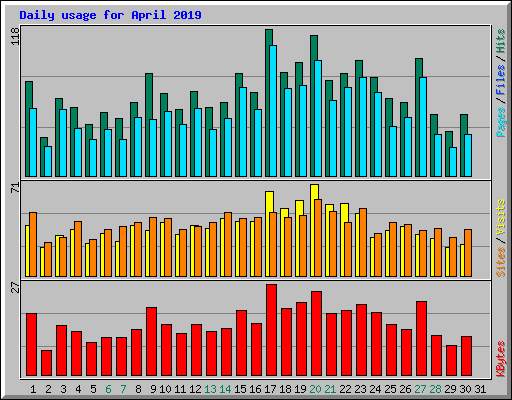 Daily usage for April 2019
118
Pages / Files / Hits
71
Sites / Visits
27
KBytes
1 2 3 4 5 6 7 8 9 10 11 12 13 14 15 16 17 18 19 20 21 22 23 24 25 26 27 28 29 30 31